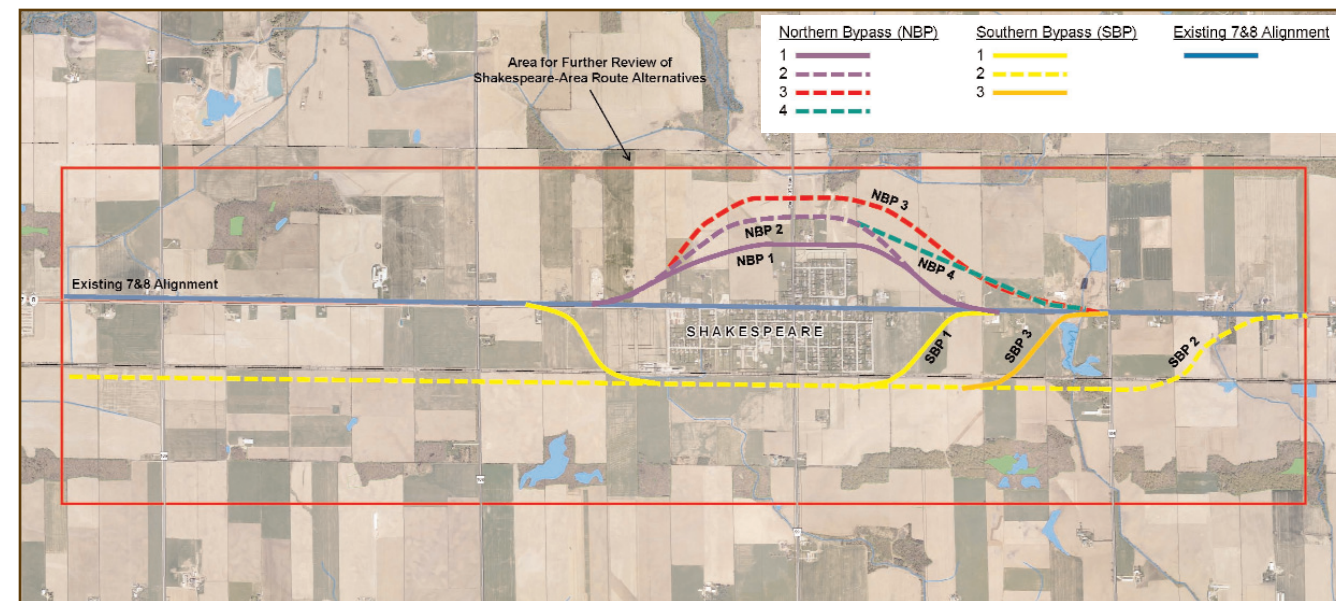 Northern Bypass (NBP)
1
2
3
4
Southern Bypass (SBP)
1
2
3
Existing 7&8 Alignment
Area for Further Review of
Shakespeare-Area Route Alternatives
NBP 3
NBP 2
NBP 1
NBP 4
Existing 7&8 Alignment
SHAKESPEARE
SBP 1
SBP 3
SBP 2